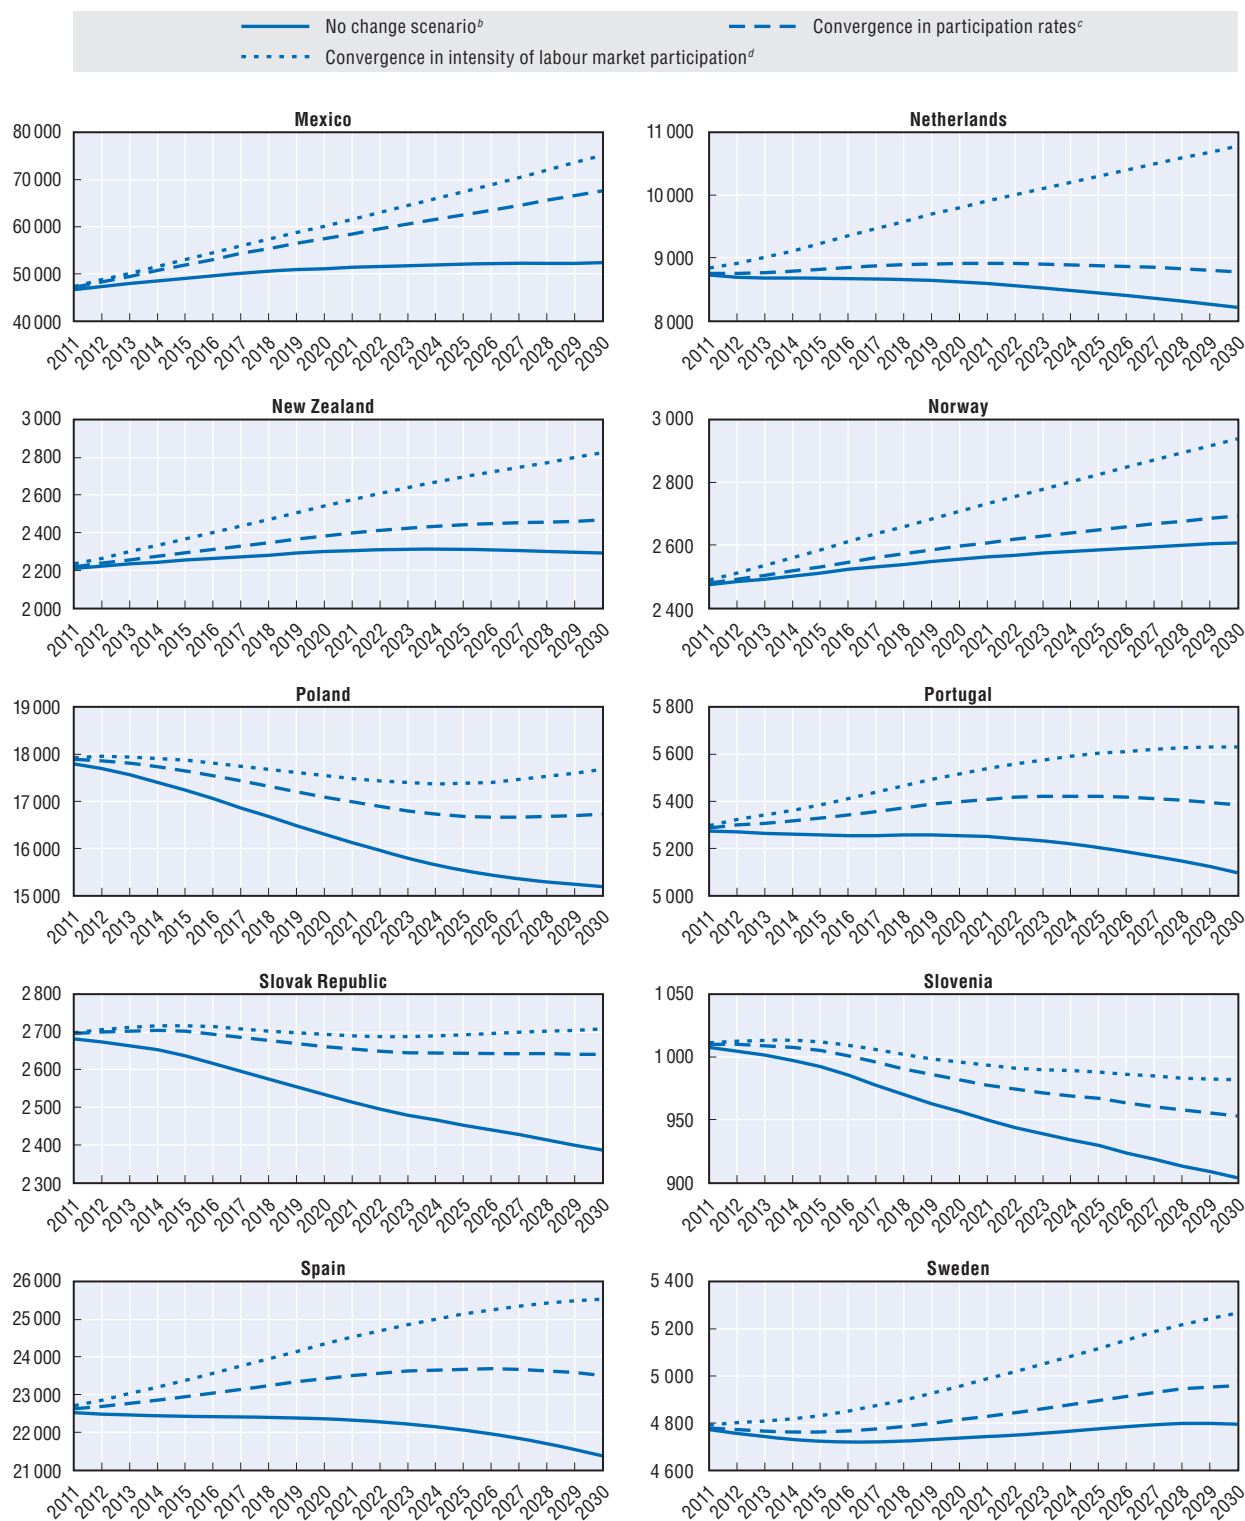 No change scenariob Convergence in participation ratesc
Convergence in intensity of labour market participationd
Mexico Netherlands
80 000 11 000
70 000 10 000
60 000
50 000 9 000
40 000 8 000
2011 2012 2013 2014 2015 2016 2017 2018 2019 2020 2021 2022 2023 2024 2025 2026 2027 2028 2029 2030 2011 2012 2013 2014 2015 2016 2017 2018 2019 2020 2021 2022 2023 2024 2025 2026 2027 2028 2029 2030
New Zealand Norway
3 000 3 000
2 800 2 800
2 600
2 400 2 600
2 200
2 000 2 400
2011 2012 2013 2014 2015 2016 2017 2018 2019 2020 2021 2022 2023 2024 2025 2026 2027 2028 2029 2030 2011 2012 2013 2014 2015 2016 2017 2018 2019 2020 2021 2022 2023 2024 2025 2026 2027 2028 2029 2030
Poland Portugal
19 000 5 800
18 000 5 600
17 000 5 400
16 000 5 200
15 000 5 000
2011 2012 2013 2014 2015 2016 2017 2018 2019 2020 2021 2022 2023 2024 2025 2026 2027 2028 2029 2030 2011 2012 2013 2014 2015 2016 2017 2018 2019 2020 2021 2022 2023 2024 2025 2026 2027 2028 2029 2030
Slovak Republic Slovenia
2 800 1 050
2 700 1 000
2 600
2 500 950
2 400
2 300 900
2011 2012 2013 2014 2015 2016 2017 2018 2019 2020 2021 2022 2023 2024 2025 2026 2027 2028 2029 2030 2011 2012 2013 2014 2015 2016 2017 2018 2019 2020 2021 2022 2023 2024 2025 2026 2027 2028 2029 2030
Spain Sweden
26 000 5 400
25 000 5 200
24 000 5 000
23 000 4 800
22 000
21 000 4 600
2011 2012 2013 2014 2015 2016 2017 2018 2019 2020 2021 2022 2023 2024 2025 2026 2027 2028 2029 2030 2011 2012 2013 2014 2015 2016 2017 2018 2019 2020 2021 2022 2023 2024 2025 2026 2027 2028 2029 2030